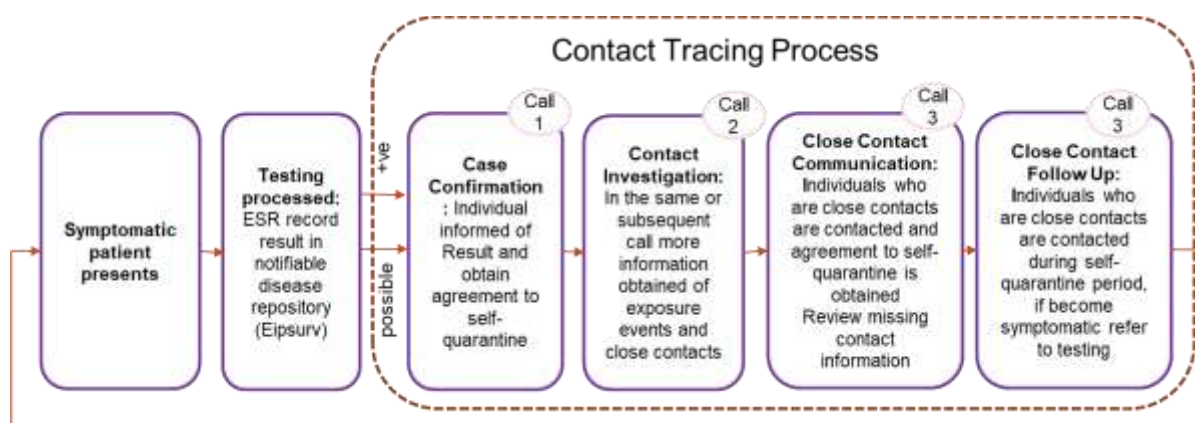 Contact Tracing Process
Symptomatic
patient
presents
Testing
processed:
ESR record
result in
notifiable
disease
repository
(Eipsurv)
+ve
possible
Call
1
Case
Confirmation
: Individual
informed of
Result and
obtain
agreement to
self-
quarantine
Call
2
Contact
Investigation:
In the same or
subsequent
call more
information
obtained of
exposure
events and
close contacts
Call
3
Close Contact
Communication:
Individuals who
are close contacts
are contacted and
agreement to self-
quarantine is
obtained
Review missing
contact
information
Call
3
Close Contact
Follow Up:
Individuals who
are close contacts
are contacted
during self-
quarantine period,
if become
symptomatic refer
to testing